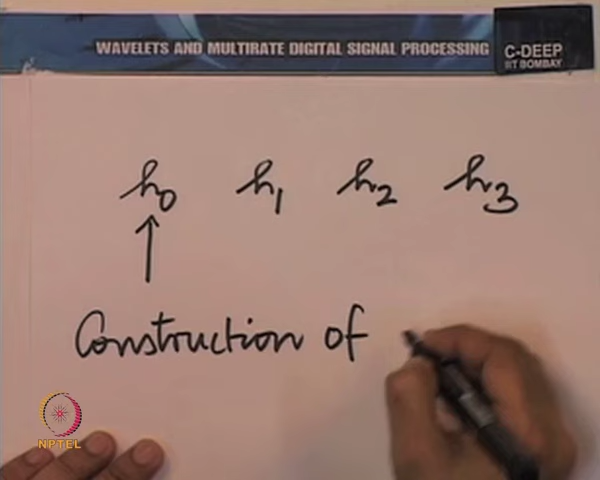 WAVELETS AND MULTIRATE DIGITAL SIGNAL PROCESSING
C-DEEP
IIT BOMBAY
h₀ h₁ h₂ h₃
Construction of
NPTEL